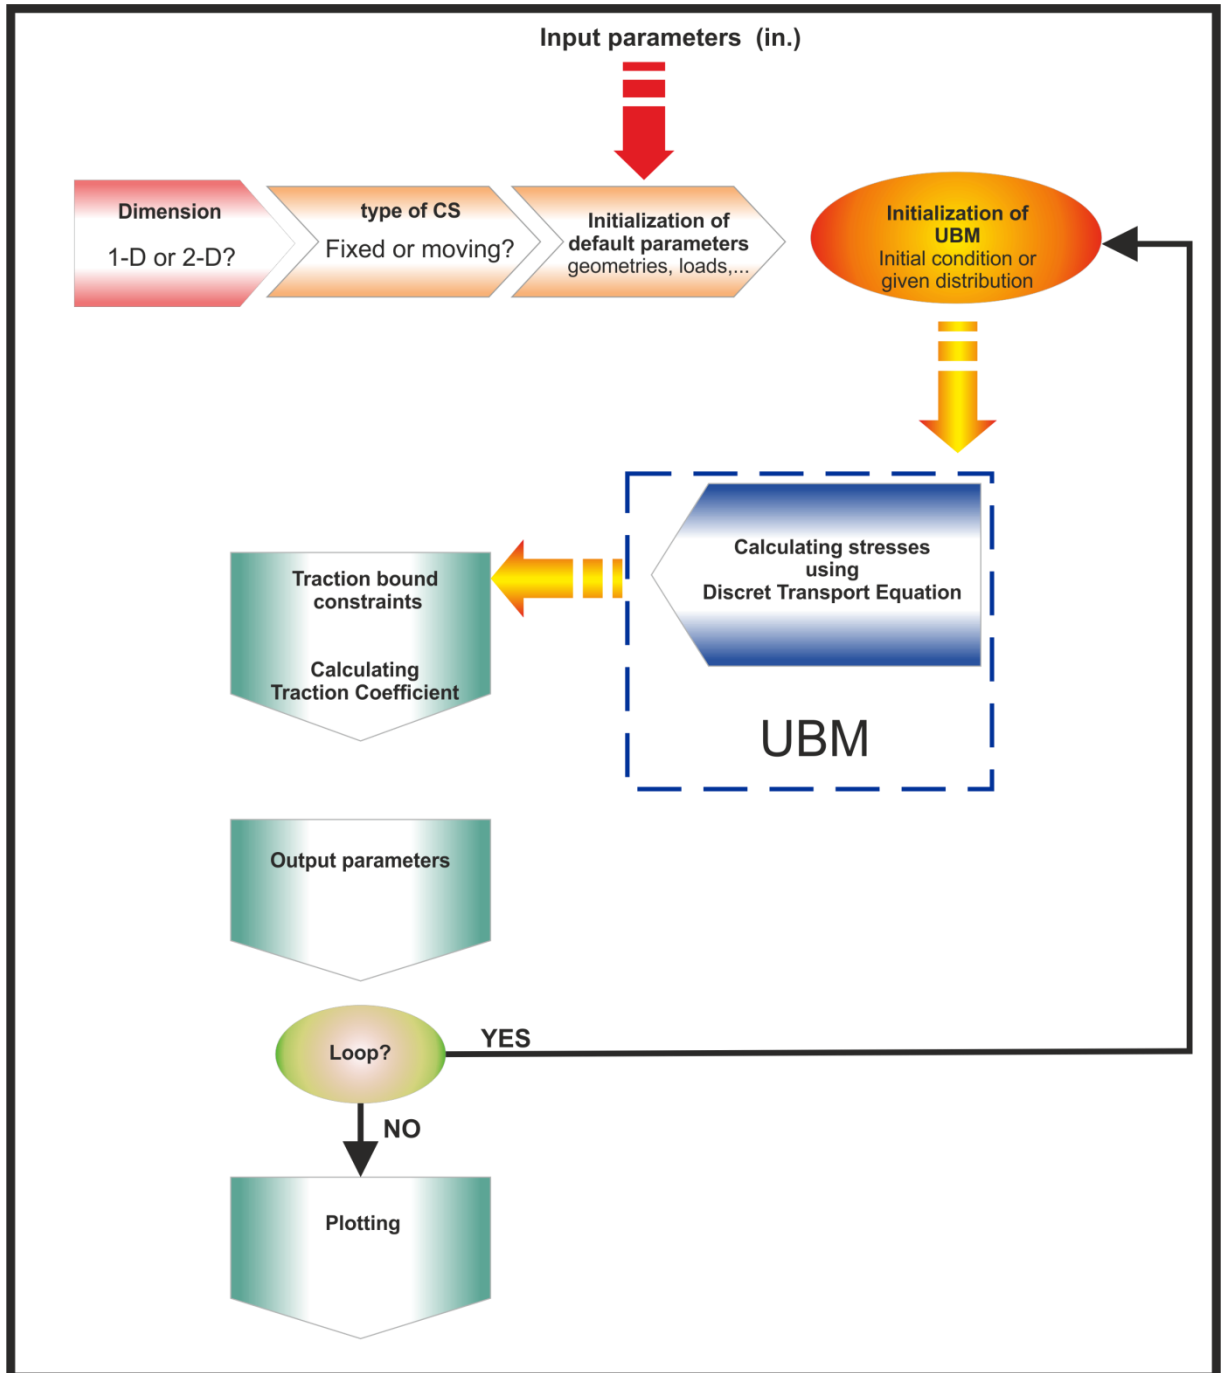 Input parameters (in.)
Dimension
1-D or 2-D?
type of CS
Fixed or moving?
Initialization of
default parameters
geometries, loads,...
Initialization of
UBM
Initial condition or
given distribution
Calculating stresses
using
Discret Transport Equation
UBM
Traction bound
constraints
Calculating
Traction Coefficient
Output parameters
Loop?
YES
NO
Plotting